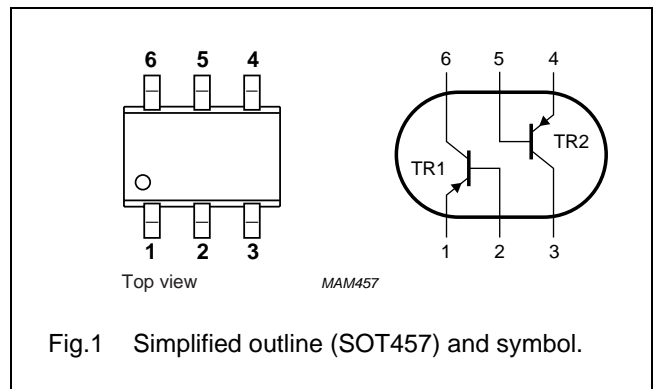 6 5 4
1 2 3
Top view
6 5 4
TR1
TR2
1 2 3
MAM457
Fig.1 Simplified outline (SOT457) and symbol.